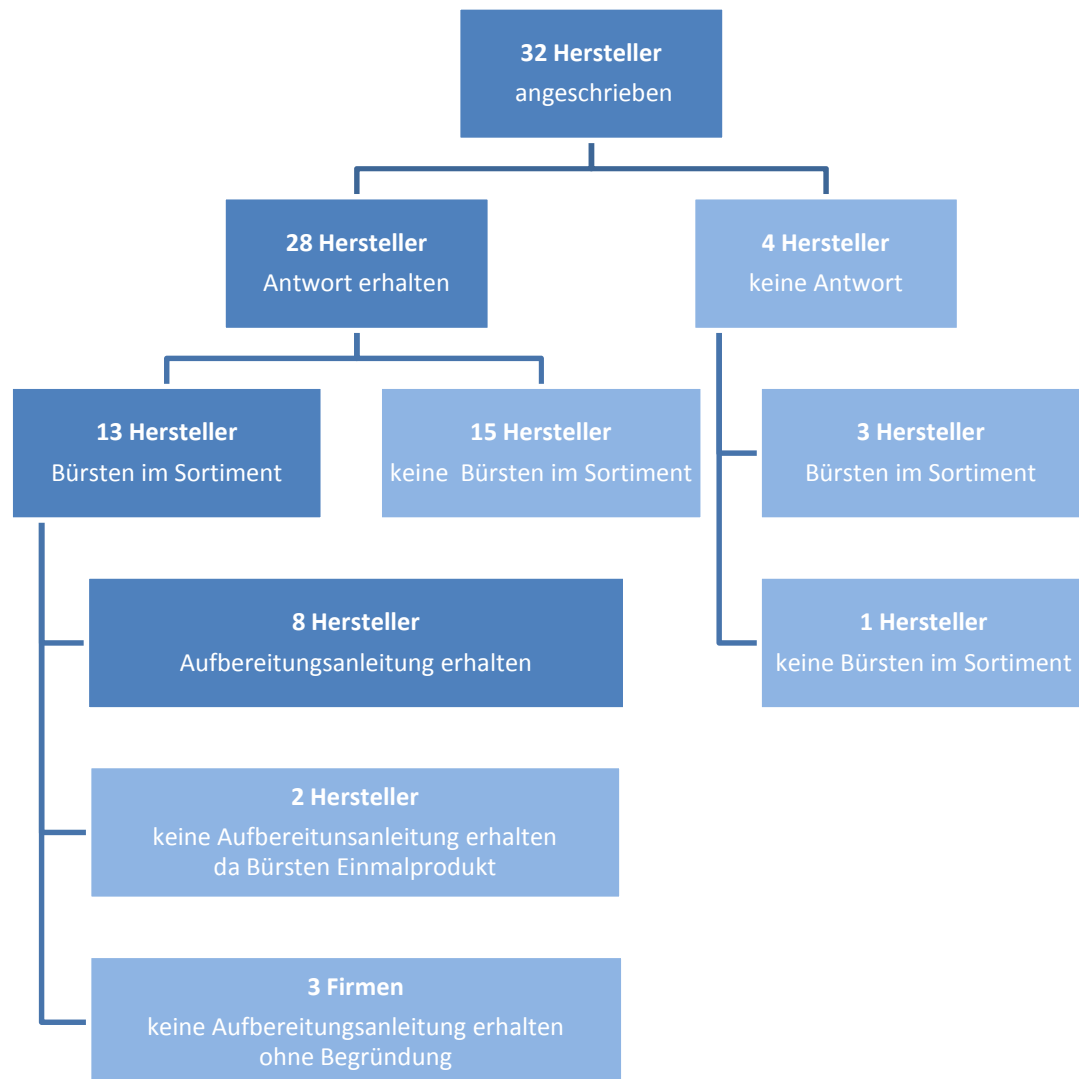 32 Hersteller
angeschrieben
28 Hersteller
Antwort erhalten
4 Hersteller
keine Antwort
13 Hersteller
Bürsten im Sortiment
15 Hersteller
keine  Bürsten im Sortiment
3 Hersteller
Bürsten im Sortiment
8 Hersteller
Aufbereitungsanleitung erhalten
1 Hersteller
keine Bürsten im Sortiment
2 Hersteller
keine Aufbereitunsanleitung erhalten
da Bürsten Einmalprodukt
3 Firmen
keine Aufbereitungsanleitung erhalten
ohne Begründung